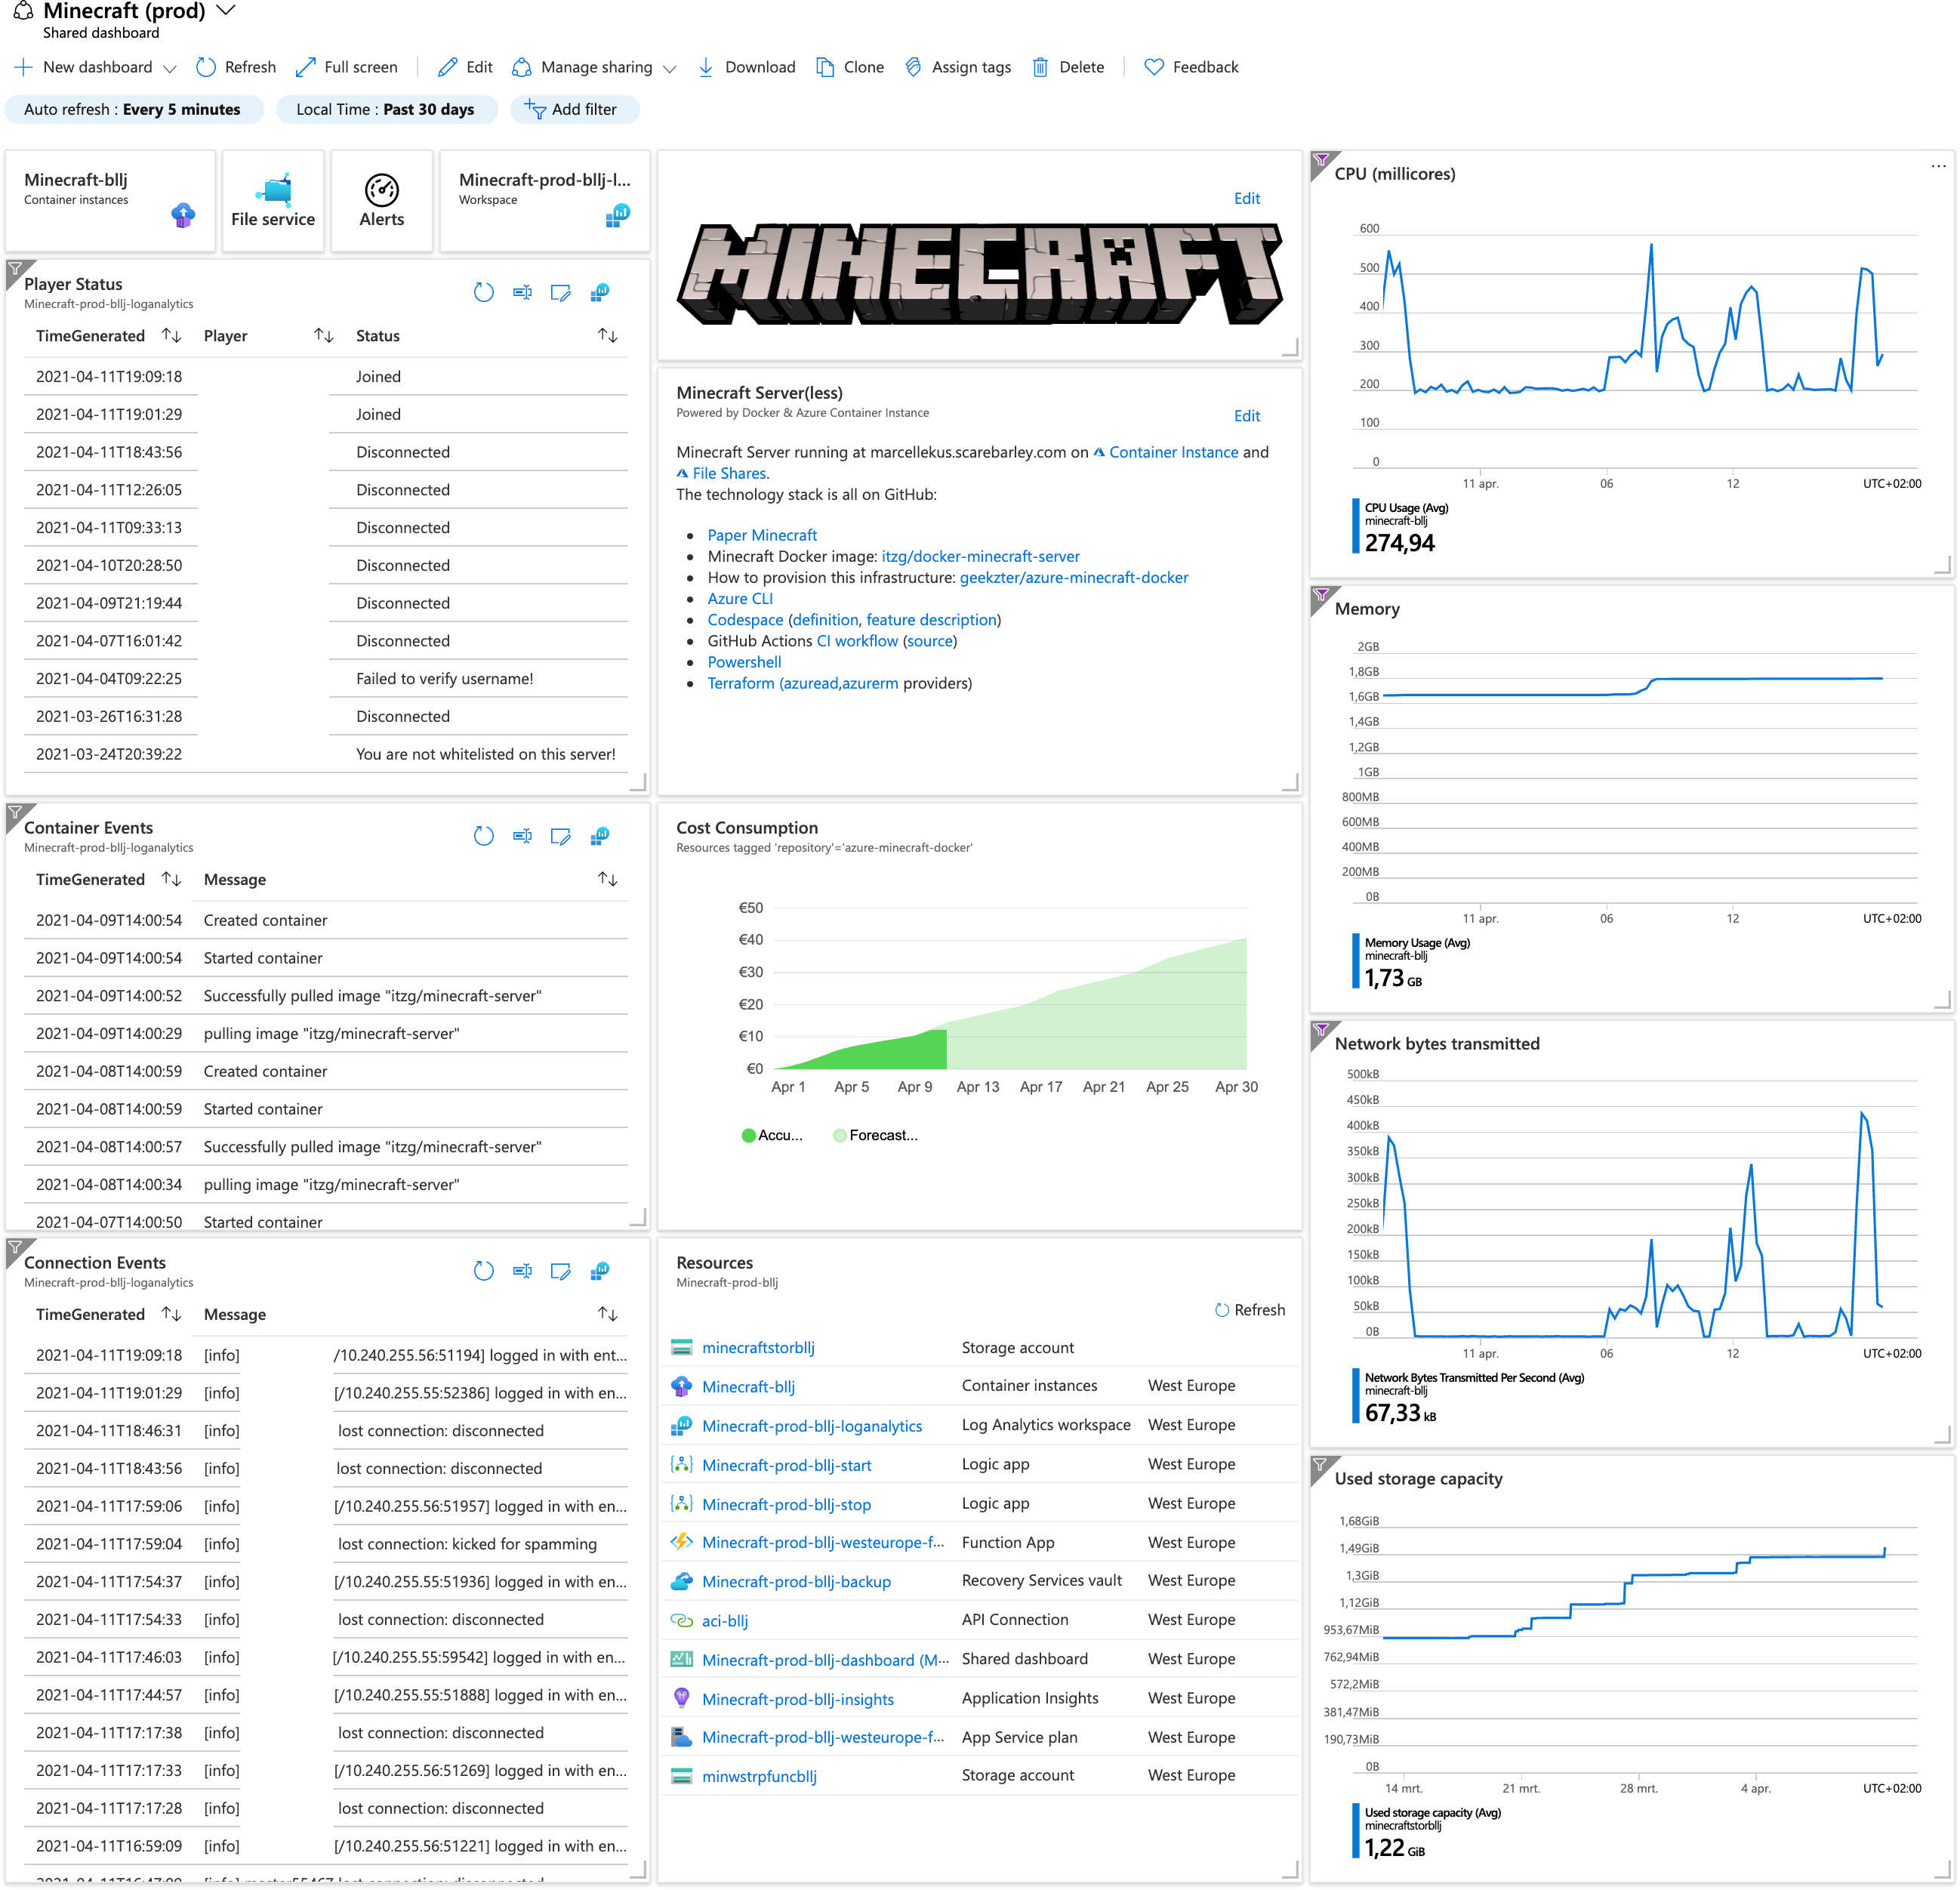 Minecraft (prod)
Shared dashboard
New dashboard Refresh Full screen Edit Manage sharing Download Clone Assign tags Delete Feedback
Auto refresh : Every 5 minutes Local Time : Past 30 days Add filter
Minecraft-bllj
Container instances
File service
Alerts
Minecraft-prod-bllj-l...
Workspace
Player Status
Minecraft-prod-bllj-loganalytics
TimeGenerated Player Status
2021-04-11T19:09:18 Joined
2021-04-11T19:01:29 Joined
2021-04-11T18:43:56 Disconnected
2021-04-11T12:26:05 Disconnected
2021-04-11T09:33:13 Disconnected
2021-04-10T20:28:50 Disconnected
2021-04-09T21:19:44 Disconnected
2021-04-07T16:01:42 Disconnected
2021-04-04T09:22:25 Failed to verify username!
2021-03-26T16:31:28 Disconnected
2021-03-24T20:39:22 You are not whitelisted on this server!
Container Events
Minecraft-prod-bllj-loganalytics
TimeGenerated Message
2021-04-09T14:00:54 Created container
2021-04-09T14:00:54 Started container
2021-04-09T14:00:52 Successfully pulled image "itzg/minecraft-server"
2021-04-09T14:00:29 pulling image "itzg/minecraft-server"
2021-04-08T14:00:59 Created container
2021-04-08T14:00:59 Started container
2021-04-08T14:00:57 Successfully pulled image "itzg/minecraft-server"
2021-04-08T14:00:34 pulling image "itzg/minecraft-server"
2021-04-07T14:00:50 Started container
Connection Events
Minecraft-prod-bllj-loganalytics
TimeGenerated Message
2021-04-11T19:09:18 [info] /10.240.255.56:51194] logged in with ent...
2021-04-11T19:01:29 [info] [/10.240.255.55:52386] logged in with en...
2021-04-11T18:46:31 [info] lost connection: disconnected
2021-04-11T18:43:56 [info] lost connection: disconnected
2021-04-11T17:59:06 [info] [/10.240.255.56:51957] logged in with en...
2021-04-11T17:59:04 [info] lost connection: kicked for spamming
2021-04-11T17:54:37 [info] [/10.240.255.55:51936] logged in with en...
2021-04-11T17:54:33 [info] lost connection: disconnected
2021-04-11T17:46:03 [info] [/10.240.255.55:59542] logged in with en...
2021-04-11T17:44:57 [info] [/10.240.255.55:51888] logged in with en...
2021-04-11T17:17:38 [info] lost connection: disconnected
2021-04-11T17:17:33 [info] [/10.240.255.56:51269] logged in with en...
2021-04-11T17:17:28 [info] lost connection: disconnected
2021-04-11T16:59:09 [info] [/10.240.255.56:51221] logged in with en...
Edit
MINECRAFT
Minecraft Server(less)
Powered by Docker & Azure Container Instance
Edit
Minecraft Server running at marcellekus.scarebarley.com on Container Instance and
File Shares.
The technology stack is all on GitHub:
Paper Minecraft
Minecraft Docker image: itzg/docker-minecraft-server
How to provision this infrastructure: geekzter/azure-minecraft-docker
Azure CLI
Codespace (definition, feature description)
GitHub Actions CI workflow (source)
Powershell
Terraform (azuread,azurerm providers)
Cost Consumption
Resources tagged 'repository'='azure-minecraft-docker'
€50
€40
€30
€20
€10
€0
Apr 1 Apr 5 Apr 9 Apr 13 Apr 17 Apr 21 Apr 25 Apr 30
Accu... Forecast...
Resources
Minecraft-prod-bllj
Refresh
minecraftstorbllj Storage account
Minecraft-bllj Container instances West Europe
Minecraft-prod-bllj-loganalytics Log Analytics workspace West Europe
Minecraft-prod-bllj-start Logic app West Europe
Minecraft-prod-bllj-stop Logic app West Europe
Minecraft-prod-bllj-westeurope-f... Function App West Europe
Minecraft-prod-bllj-backup Recovery Services vault West Europe
aci-bllj API Connection West Europe
Minecraft-prod-bllj-dashboard (M... Shared dashboard West Europe
Minecraft-prod-bllj-insights Application Insights West Europe
Minecraft-prod-bllj-westeurope-f... App Service plan West Europe
minwstrpfuncbllj Storage account West Europe
CPU (millicores)
600
500
400
300
200
100
0
11 apr. 06 12 UTC+02:00
CPU Usage (Avg)
minecraft-bllj
274,94
Memory
2GB
1,8GB
1,6GB
1,4GB
1,2GB
1GB
800MB
600MB
400MB
200MB
0B
11 apr. 06 12 UTC+02:00
Memory Usage (Avg)
minecraft-bllj
1,73 GB
Network bytes transmitted
500kB
450kB
400kB
350kB
300kB
250kB
200kB
150kB
100kB
50kB
0B
11 apr. 06 12 UTC+02:00
Network Bytes Transmitted Per Second (Avg)
minecraft-bllj
67,33 kB
Used storage capacity
1,68GiB
1,49GiB
1,3GiB
1,12GiB
953,67MiB
762,94MiB
572,2MiB
381,47MiB
190,73MiB
0B
14 mrt. 21 mrt. 28 mrt. 4 apr. UTC+02:00
Used storage capacity (Avg)
minecraftstorbllj
1,22 GiB